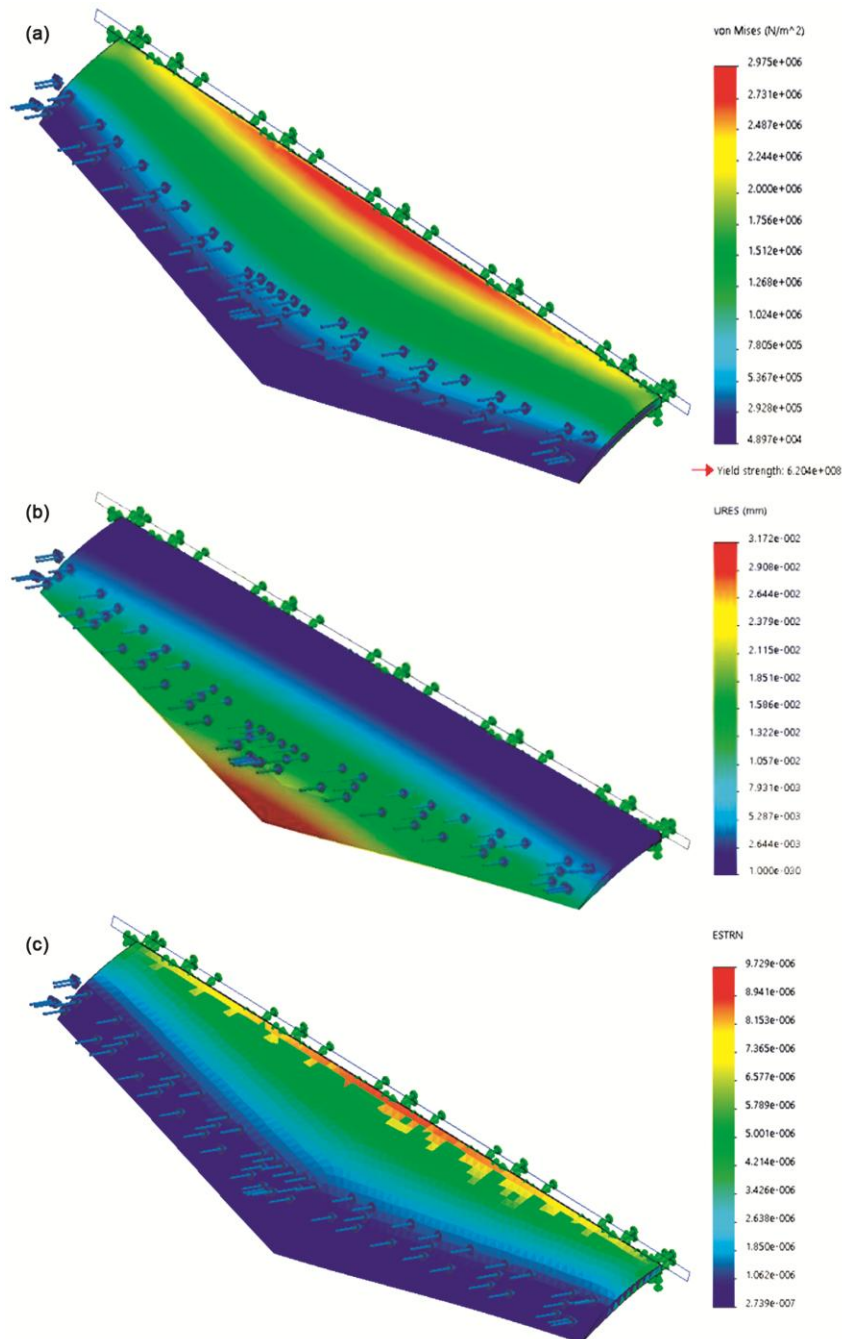 (a)
von Mises (N/m^2)
2.975e+006
2.731e+006
2.487e+006
2.244e+006
2.000e+006
1.756e+006
1.512e+006
1.268e+006
1.024e+006
7.805e+005
5.367e+005
2.928e+005
4.897e+004
Yield strength: 6.204e+008
(b)
URES (mm)
3.172e-002
2.908e-002
2.644e-002
2.379e-002
2.115e-002
1.851e-002
1.586e-002
1.322e-002
1.057e-002
7.931e-003
5.287e-003
2.644e-003
1.000e-030
(c)
ESTRN
9.729e-006
8.941e-006
8.153e-006
7.365e-006
6.577e-006
5.789e-006
5.001e-006
4.214e-006
3.426e-006
2.638e-006
1.850e-006
1.062e-006
2.739e-007